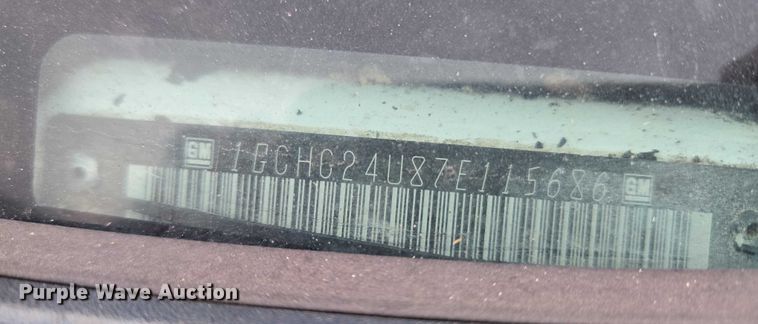 GM 1GCHC24U87E115686 GM
Purple Wave Auction